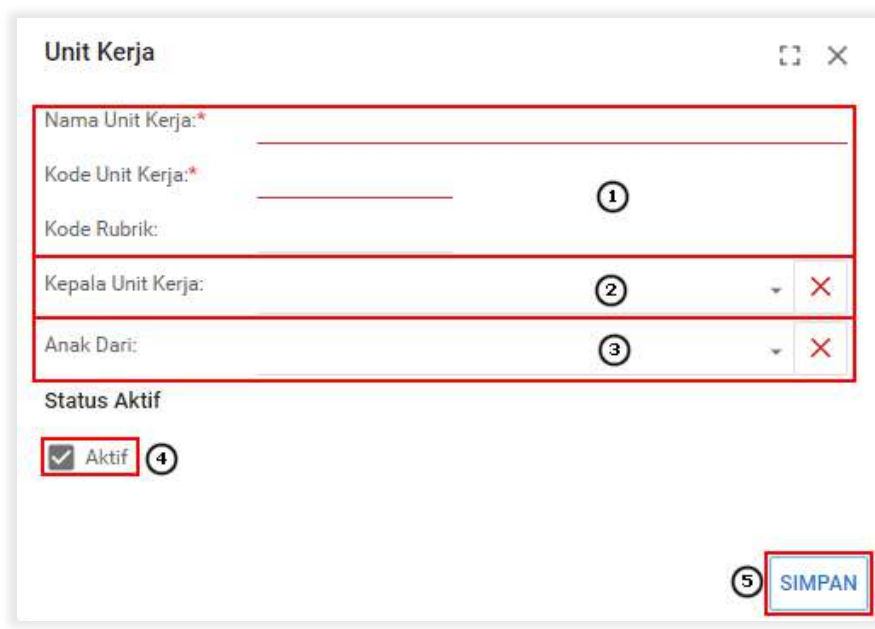 Unit Kerja
Nama Unit Kerja:*
Kode Unit Kerja:*
1
Kode Rubrik:
Kepala Unit Kerja:
2
Anak Dari:
3
Status Aktif
Aktif 4
5 SIMPAN